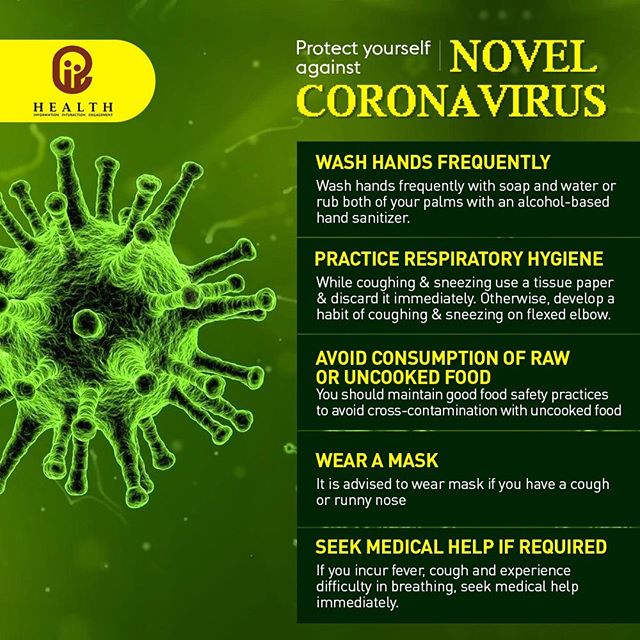 HEALTH
INFORMATION INTERACTION ENGAGEMENT
Protect yourself
against
NOVEL
CORONAVIRUS
WASH HANDS FREQUENTLY
Wash hands frequently with soap and water or
rub both of your palms with an alcohol-based
hand sanitizer.
PRACTICE RESPIRATORY HYGIENE
While coughing & sneezing use a tissue paper
& discard it immediately. Otherwise, develop a
habit of coughing & sneezing on flexed elbow.
AVOID CONSUMPTION OF RAW
OR UNCOOKED FOOD
You should maintain good food safety practices
to avoid cross-contamination with uncooked food
WEAR A MASK
It is advised to wear mask if you have a cough
or runny nose
SEEK MEDICAL HELP IF REQUIRED
If you incur fever, cough and experience
difficulty in breathing, seek medical help
immediately.